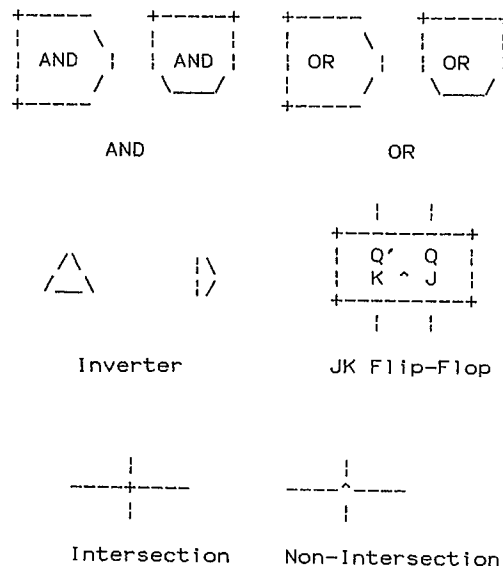 AND AND OR OR
AND OR
Q' Q
K ^ J
Inverter JK Flip-Flop
Intersection Non-Intersection